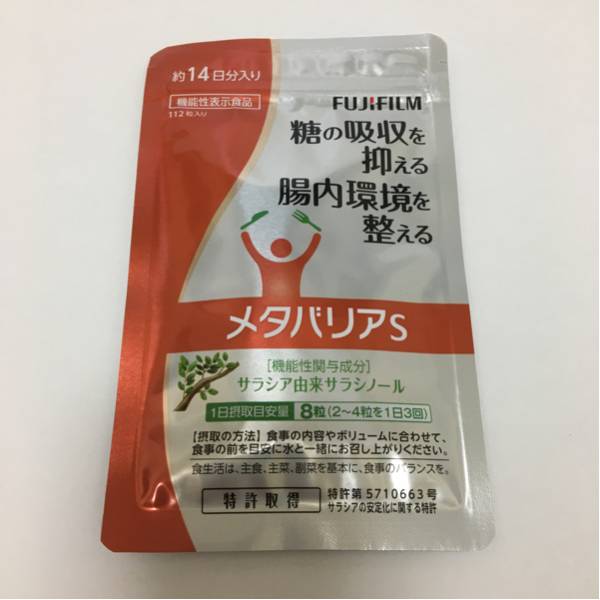 約14日分入り
機能性表示食品
112粒入り
FUJIFILM
糖の吸収を
抑える
腸内環境を
整える
メタバリアS
［機能性関与成分］
サラシア由来サラシノール
1日摂取目安量 8粒(2〜4粒を1日3回)
【摂取の方法】食事の内容やボリュームに合わせて、
食事の前を目安に水と一緒にお召し上がりください。
食生活は、主食、主菜、副菜を基本に、食事のバランスを。
特許取得
特許第5710663号
サラシアの安定化に関する特許